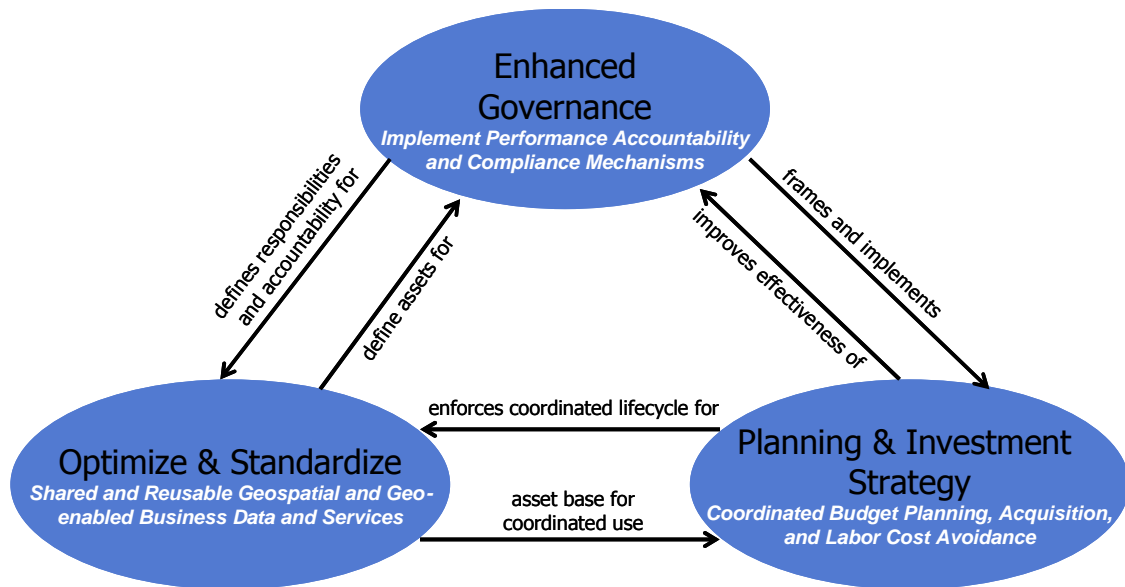 Enhanced
Governance
Implement Performance Accountability
and Compliance Mechanisms
defines responsibilities
and accountability for
define assets for
improves effectiveness of
frames and implements
enforces coordinated lifecycle for
Optimize & Standardize
Shared and Reusable Geospatial and Geo-
enabled Business Data and Services
asset base for
coordinated use
Planning & Investment
Strategy
Coordinated Budget Planning, Acquisition,
and Labor Cost Avoidance